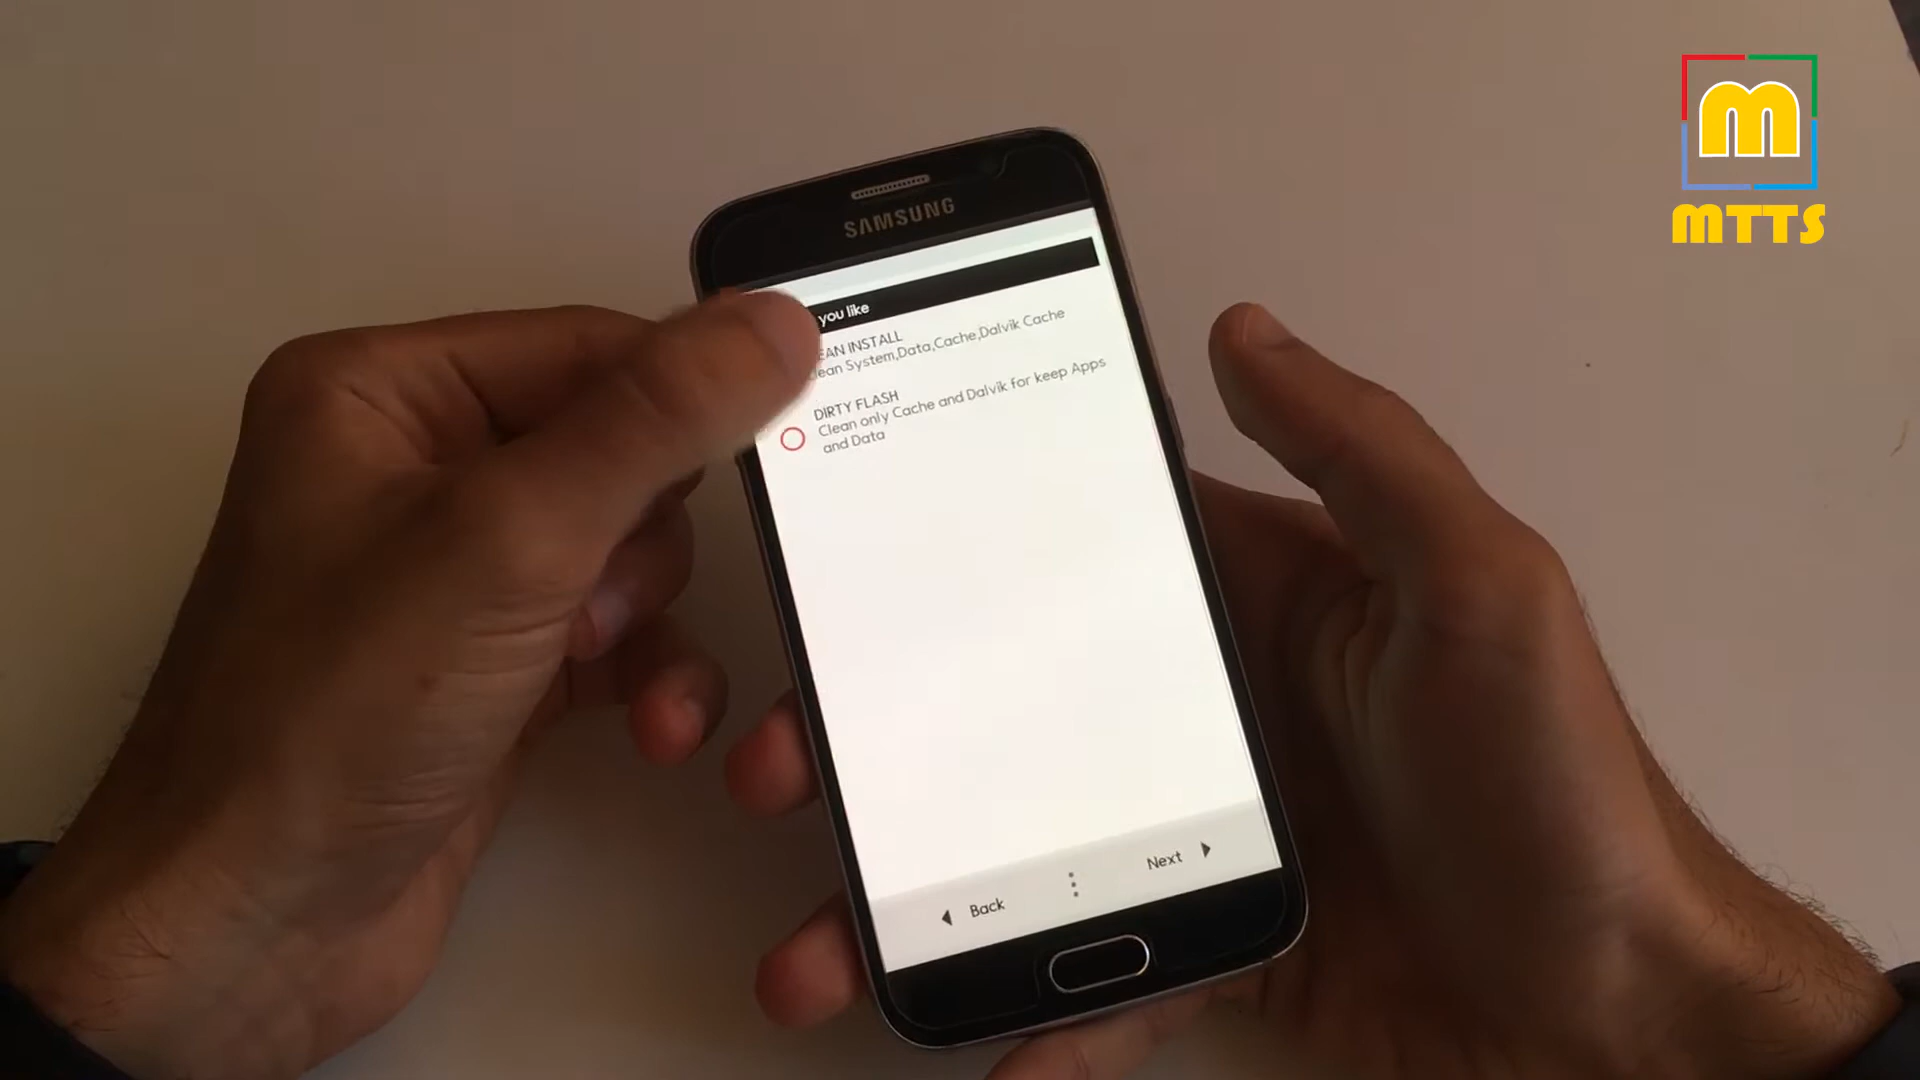 SAMSUNG
you like
EAN INSTALL
Clean System,Data,Cache,Dalvik Cache
DIRTY FLASH
Clean only Cache and Dalvik for keep Apps
and Data
Back
Next
m
MTTS